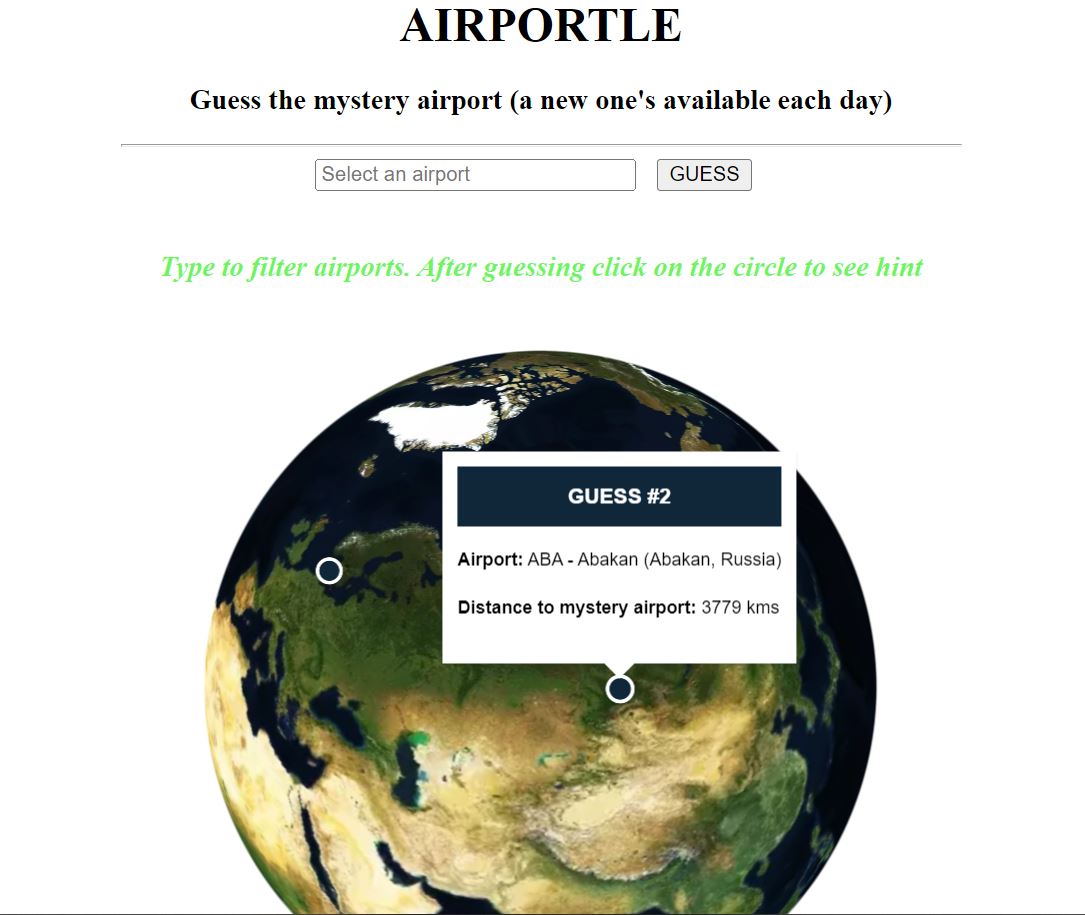 AIRPORTLE
Guess the mystery airport (a new one's available each day)
Select an airport GUESS
Type to filter airports. After guessing click on the circle to see hint
GUESS #2
Airport: ABA - Abakan (Abakan, Russia)
Distance to mystery airport: 3779 kms